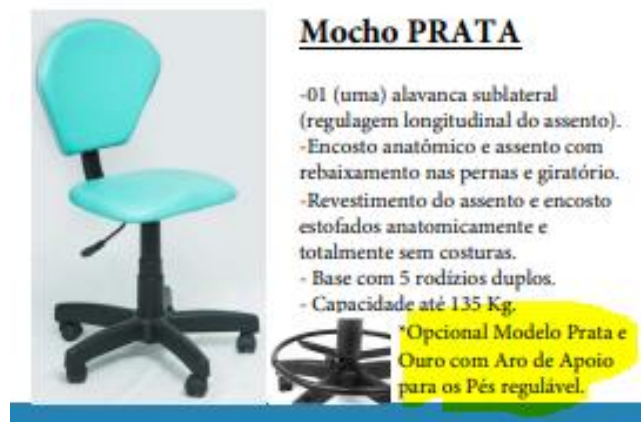 Mocho PRATA
-01 (uma) alavanca sublateral
(regulagem longitudinal do assento).
-Encosto anatômico e assento com
rebaixamento nas pernas e giratório.
-Revestimento do assento e encosto
estofados anatomicamente e
totalmente sem costuras.
- Base com 5 rodízios duplos.
- Capacidade até 135 Kg.
*Opcional Modelo Prata e
Ouro com Aro de Apoio
para os Pés regulável.